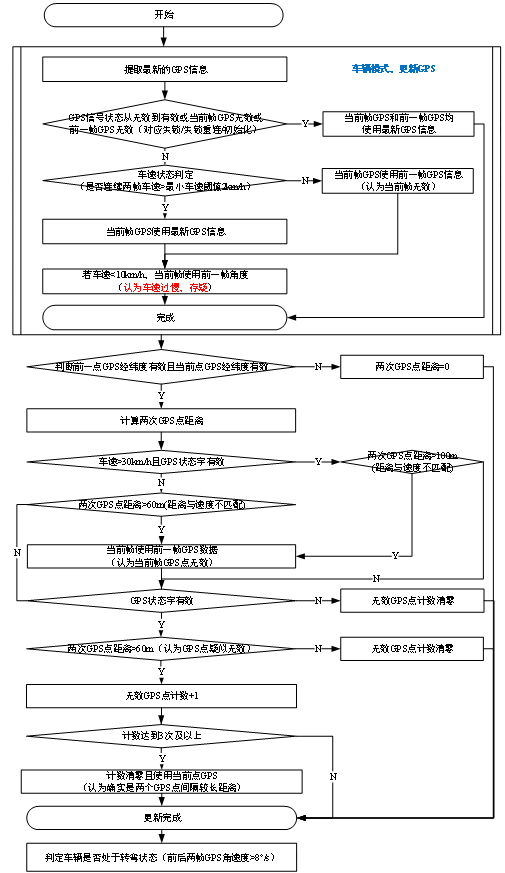 开始
车辆模式、更新GPS
提取最新的GPS信息
GPS信号状态从无效到有效或当前帧GPS无效或
前一帧GPS无效（对应失锁/失锁重连/初始化）
Y
当前帧GPS和前一帧GPS均
使用最新GPS信息
N
车速状态判定
（是否连续两帧车速>最小车速阈值2km/h）
N
当前帧GPS使用前一帧GPS信息
（认为当前帧无效）
Y
当前帧GPS使用最新GPS信息
若车速<10km/h、当前帧使用前一帧角度
（认为车速过慢、存疑）
完成
判断前一点GPS经纬度有效且当前点GPS经纬度有效
N
两次GPS点距离=0
Y
计算两次GPS点距离
车速>30km/h且GPS状态字有效
Y
两次GPS点距离>100m
(距离与速度不匹配)
N
两次GPS点距离>60m(距离与速度不匹配)
N
Y
Y
当前帧使用前一帧GPS数据
（认为当前帧GPS点无效）
N
GPS状态字有效
N
无效GPS点计数清零
Y
两次GPS点距离>60m（认为GPS点疑似无效）
N
无效GPS点计数清零
Y
无效GPS点计数+1
计数达到3次及以上
Y
N
计数清零且使用当前点GPS
（认为确实是两个GPS点间隔较长距离）
更新完成
判定车辆是否处于转弯状态（前后两帧GPS角速度>8°/s）